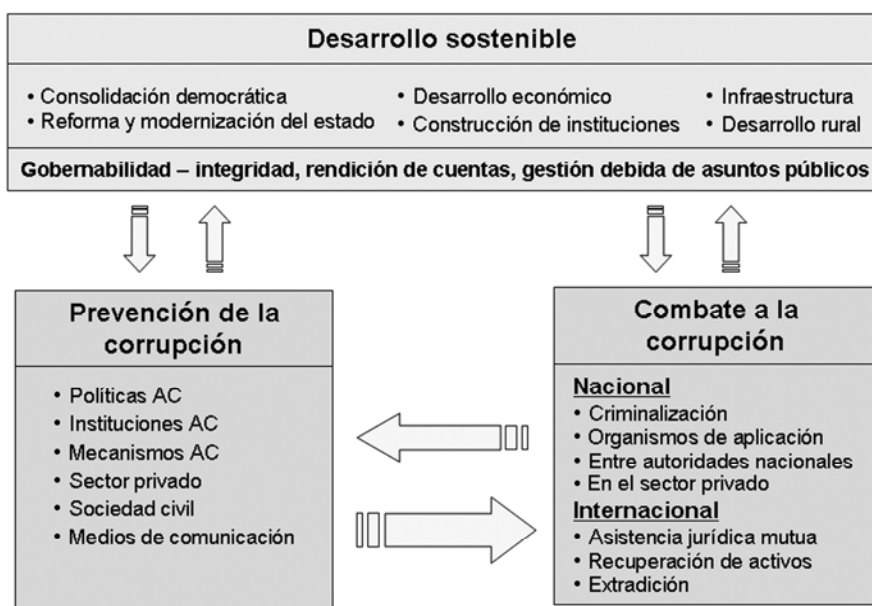 Desarrollo sostenible
• Consolidación democrática
• Reforma y modernización del estado
• Desarrollo económico
• Construcción de instituciones
• Infraestructura
• Desarrollo rural
Gobernabilidad – integridad, rendición de cuentas, gestión debida de asuntos públicos
Prevención de la
corrupción
• Políticas AC
• Instituciones AC
• Mecanismos AC
• Sector privado
• Sociedad civil
• Medios de comunicación
Combate a la
corrupción
Nacional
• Criminalización
• Organismos de aplicación
• Entre autoridades nacionales
• En el sector privado
Internacional
• Asistencia jurídica mutua
• Recuperación de activos
• Extradición